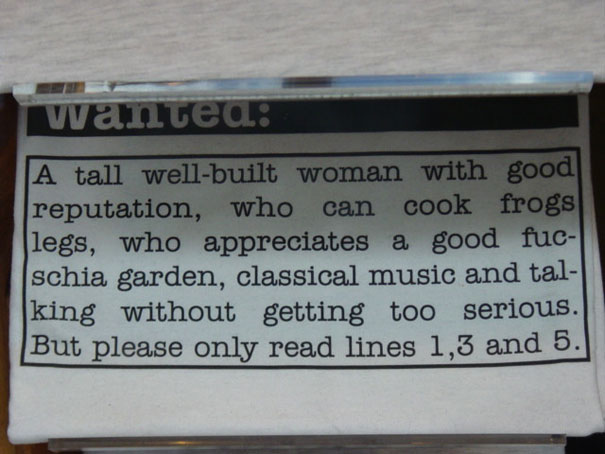 Wanted:
A tall well-built woman with good
reputation, who can cook frogs
legs, who appreciates a good fuc-
schia garden, classical music and tal-
king without getting too serious.
But please only read lines 1,3 and 5.